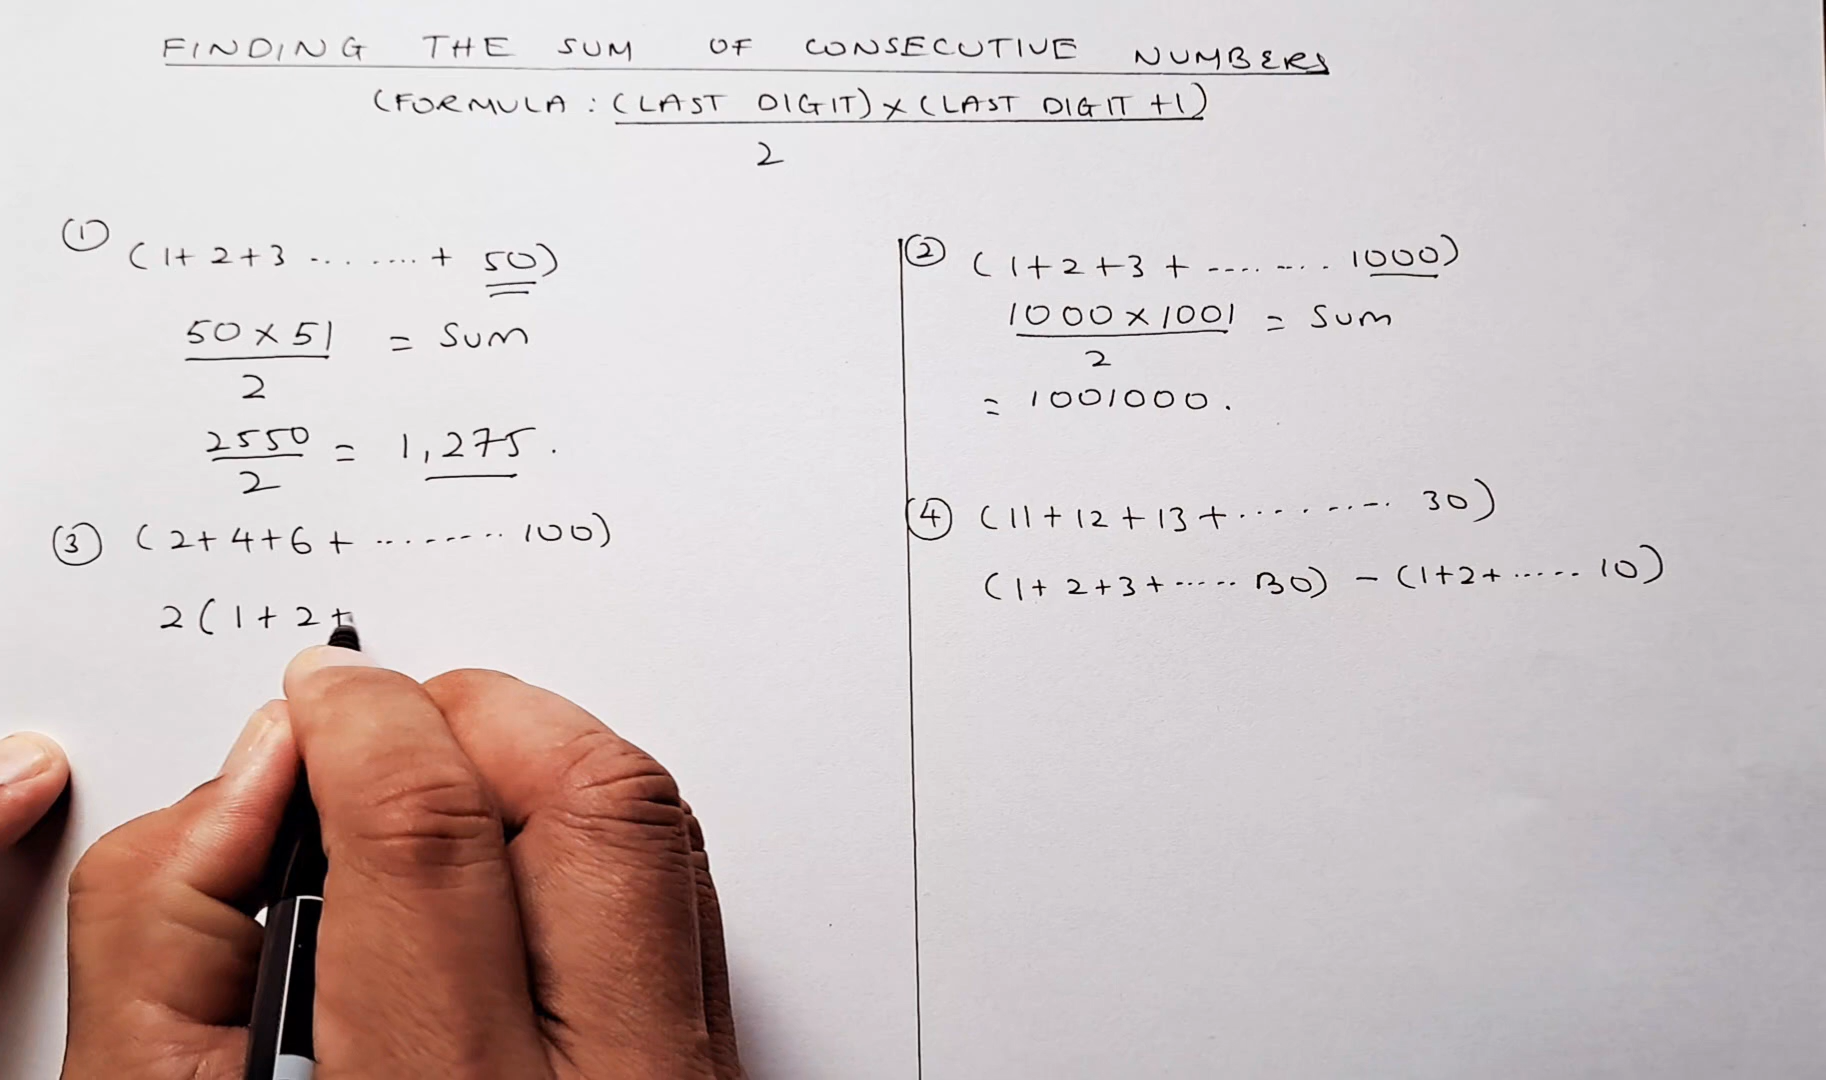 FINDING THE SUM OF CONSECUTIVE NUMBERS
(FORMULA : (LAST DIGIT) x (LAST DIGIT +1)
2
① (1+ 2+3 ........ + 50)
50 x 51 = SUM
2
2550 = 1,275.
2
② (1+2+3+ ....... 1000)
1000 x 1001 = SUM
2
= 1001000.
③ (2+4+6+ ........ 100)
2(1+2+
④ (11+12+13+ ........ 30)
(1+2+3+ ..... 30) - (1+2+ ..... 10)